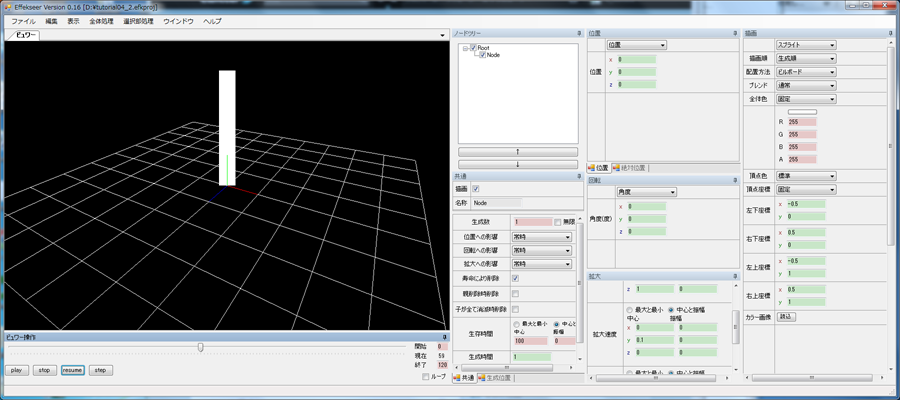 Effekseer Version 0.16 [D:¥tutorial04_2.efkproj]
ファイル 編集 表示 全体処理 選択部処理 ウインドウ ヘルプ
ビュワー
ビュワー操作
開始 0
現在 59
終了 120
play stop resume step
ループ
ノードツリー
Root
Node
↑
↓
共通
描画
名称 Node
生成数 1 無限
位置への影響 常時
回転への影響 常時
拡大への影響 常時
寿命により削除
親削除時削除
子が全て消滅時削除
生存時間
最大と最小 中心と振幅
中心 振幅
100 0
生成時間 1
共通 生成位置
位置
位置
位置
x 0
y 0
z 0
位置 絶対位置
回転
角度
角度(度)
x 0
y 0
z 0
拡大
z 1 0
拡大速度
最大と最小 中心と振幅
中心 振幅
x 0 0
y 0.1 0
z 0 0
最大と最小 中心と振幅
描画
スプライト
描画順 生成順
配置方法 ビルボード
ブレンド 通常
全体色 固定
R 255
G 255
B 255
A 255
頂点色 標準
頂点座標 固定
左下座標
x -0.5
y 0
右下座標
x 0.5
y 0
左上座標
x -0.5
y 1
右上座標
x 0.5
y 1
カラー画像 読込